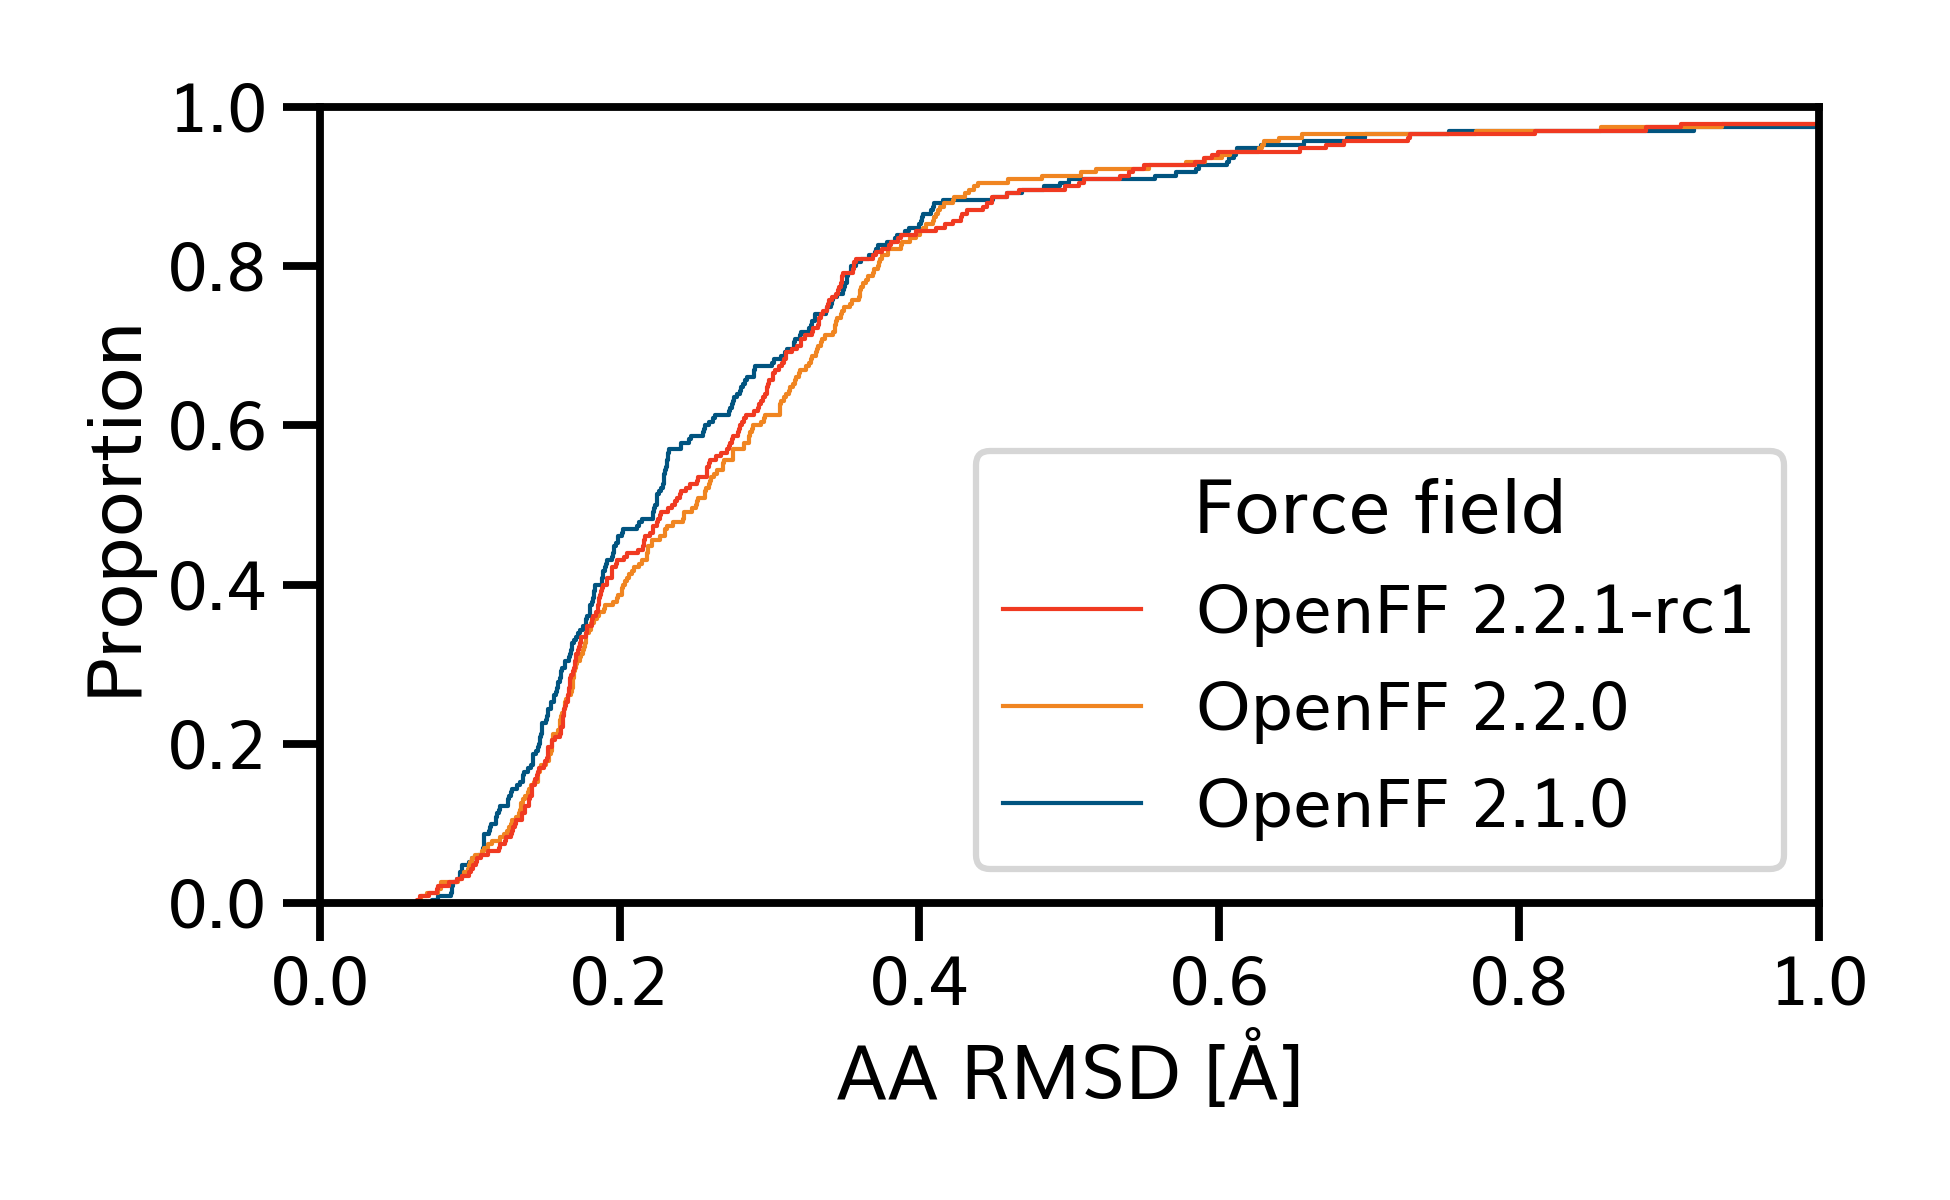 1.0
0.8
0.6
0.4
0.2
0.0
Proportion
0.0 0.2 0.4 0.6 0.8 1.0
AA RMSD [Å]
Force field
OpenFF 2.2.1-rc1
OpenFF 2.2.0
OpenFF 2.1.0